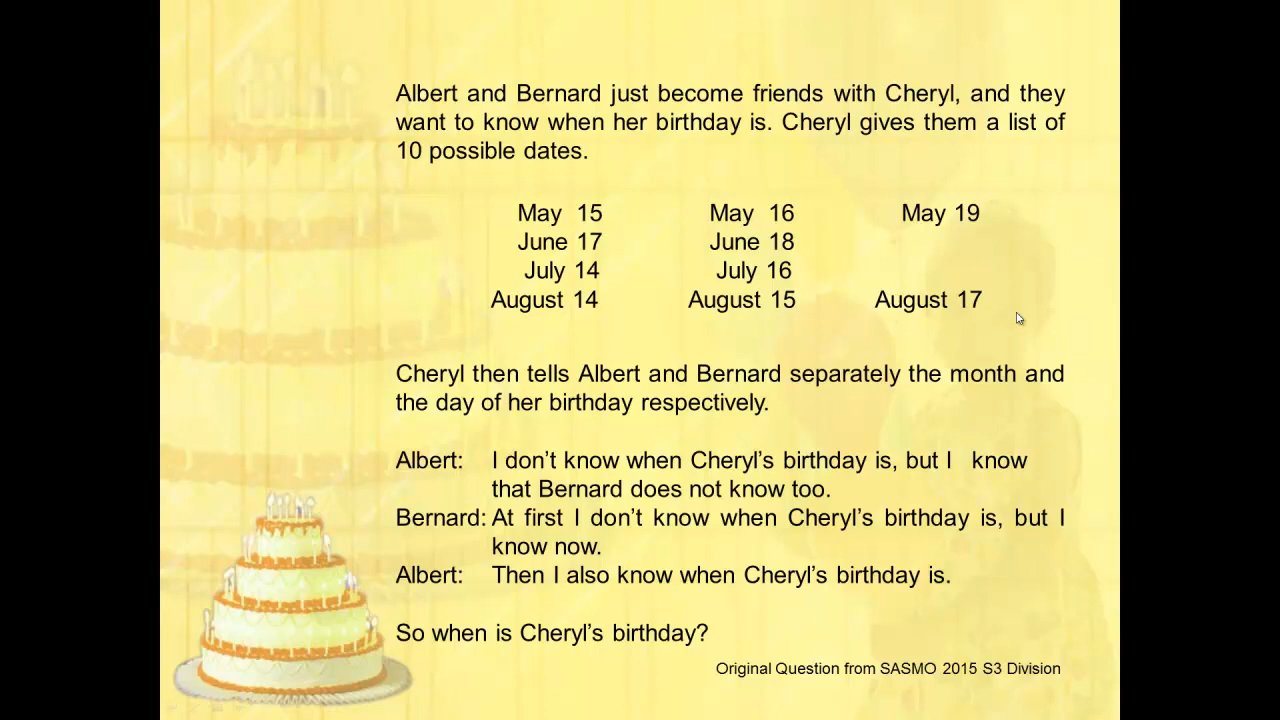 Albert and Bernard just become friends with Cheryl, and they
want to know when her birthday is. Cheryl gives them a list of
10 possible dates.
May 15 May 16 May 19
June 17 June 18
July 14 July 16
August 14 August 15 August 17
Cheryl then tells Albert and Bernard separately the month and
the day of her birthday respectively.
Albert: I don’t know when Cheryl’s birthday is, but I know
that Bernard does not know too.
Bernard: At first I don’t know when Cheryl’s birthday is, but I
know now.
Albert: Then I also know when Cheryl’s birthday is.
So when is Cheryl’s birthday?
Original Question from SASMO 2015 S3 Division